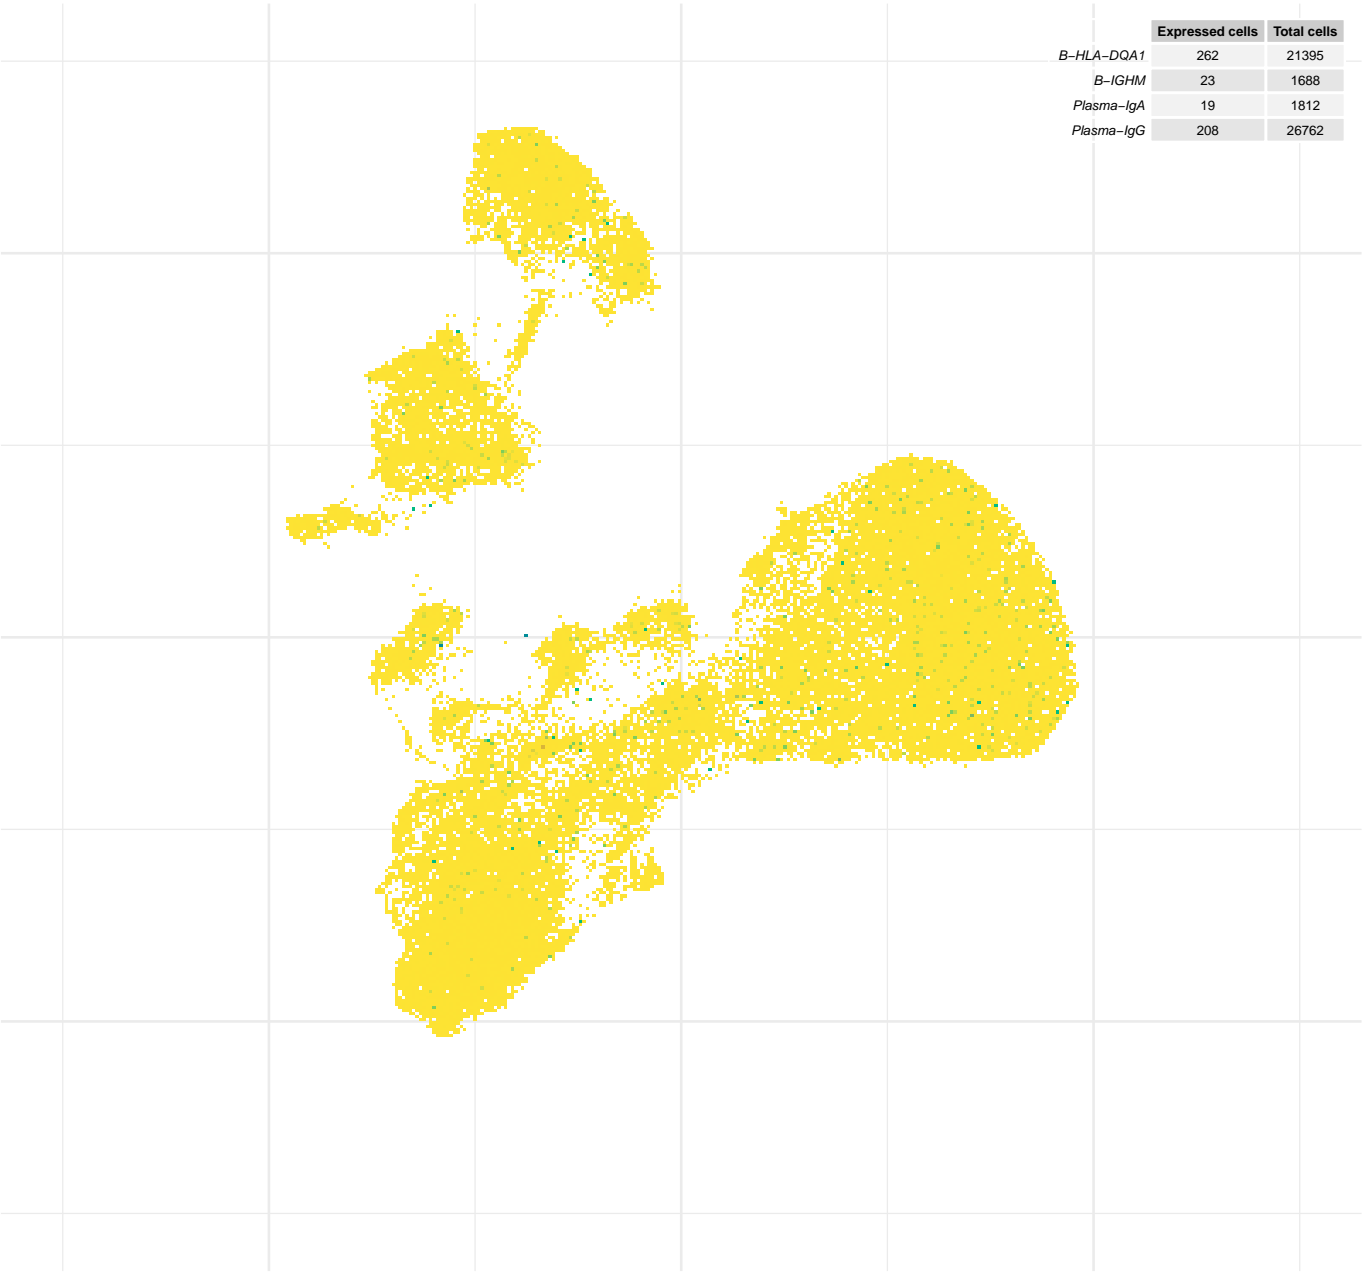 Expressed cells Total cells
B−HLA−DQA1 262 21395
B−IGHM 23 1688
Plasma−IgA 19 1812
Plasma−IgG 208 26762